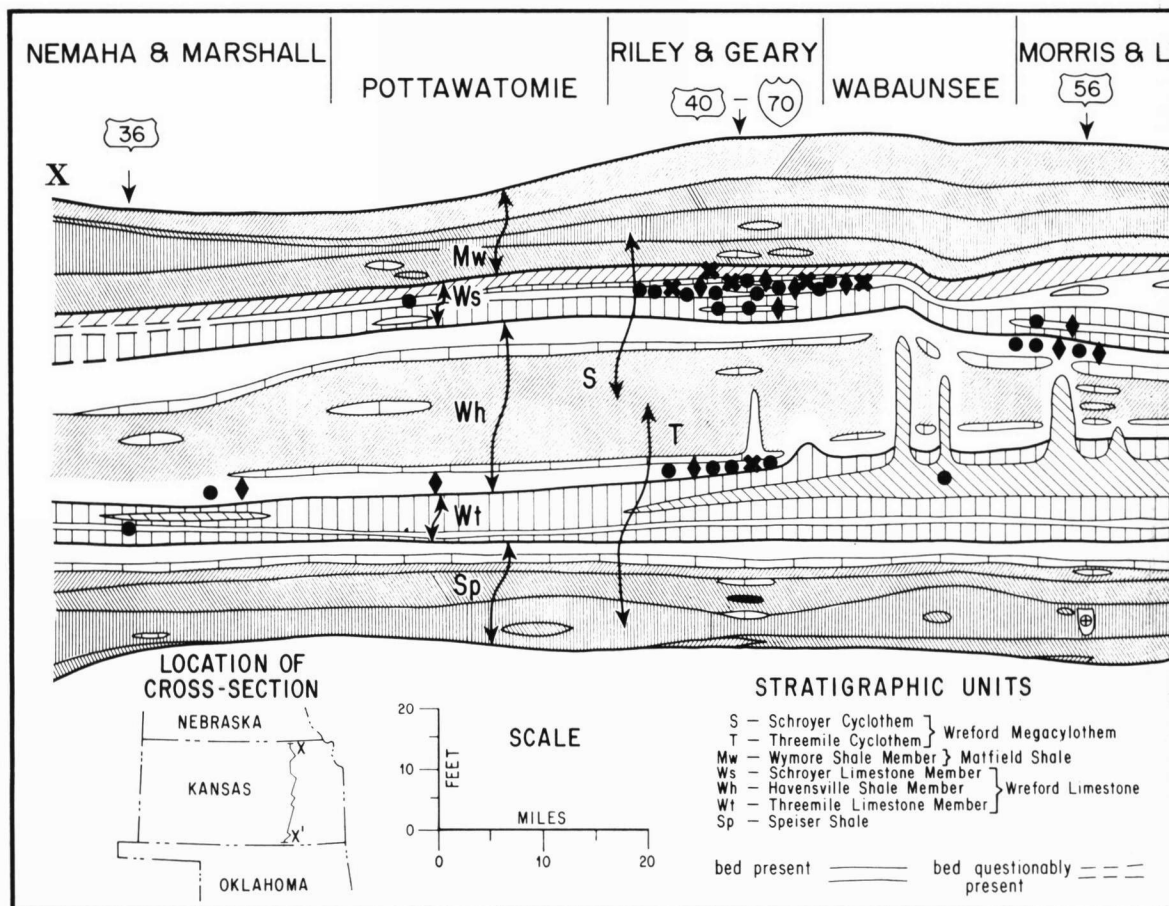 NEMAHA & MARSHALL
POTTAWATOMIE
RILEY & GEARY
WABAUNSEE
MORRIS & L
36
40 – 70
56
X
Mw
Ws
S
Wh
T
Wt
Sp
LOCATION OF
CROSS-SECTION
NEBRASKA
X
KANSAS
X'
OKLAHOMA
20
10
0
FEET
SCALE
MILES
0 10 20
STRATIGRAPHIC UNITS
S – Schroyer Cyclothem
T – Threemile Cyclothem
Wreford Megacylothem
Mw – Wymore Shale Member } Matfield Shale
Ws – Schroyer Limestone Member
Wh – Havensville Shale Member
Wt – Threemile Limestone Member
Wreford Limestone
Sp – Speiser Shale
bed present
bed questionably
present